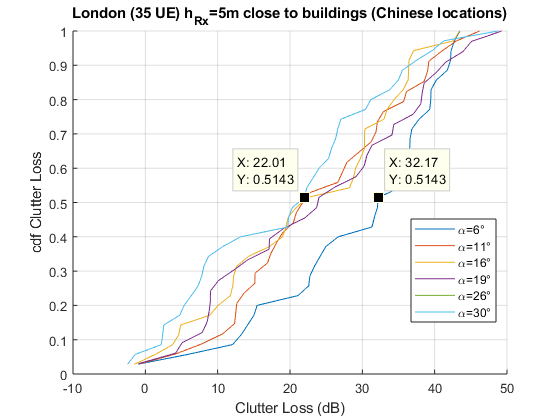 London (35 UE) hRx=5m close to buildings (Chinese locations)
1
0.9
0.8
0.7
0.6
0.5
0.4
0.3
0.2
0.1
0
cdf Clutter Loss
X: 22.01
Y: 0.5143
X: 32.17
Y: 0.5143
α=6°
α=11°
α=16°
α=19°
α=26°
α=30°
-10 0 10 20 30 40 50
Clutter Loss (dB)